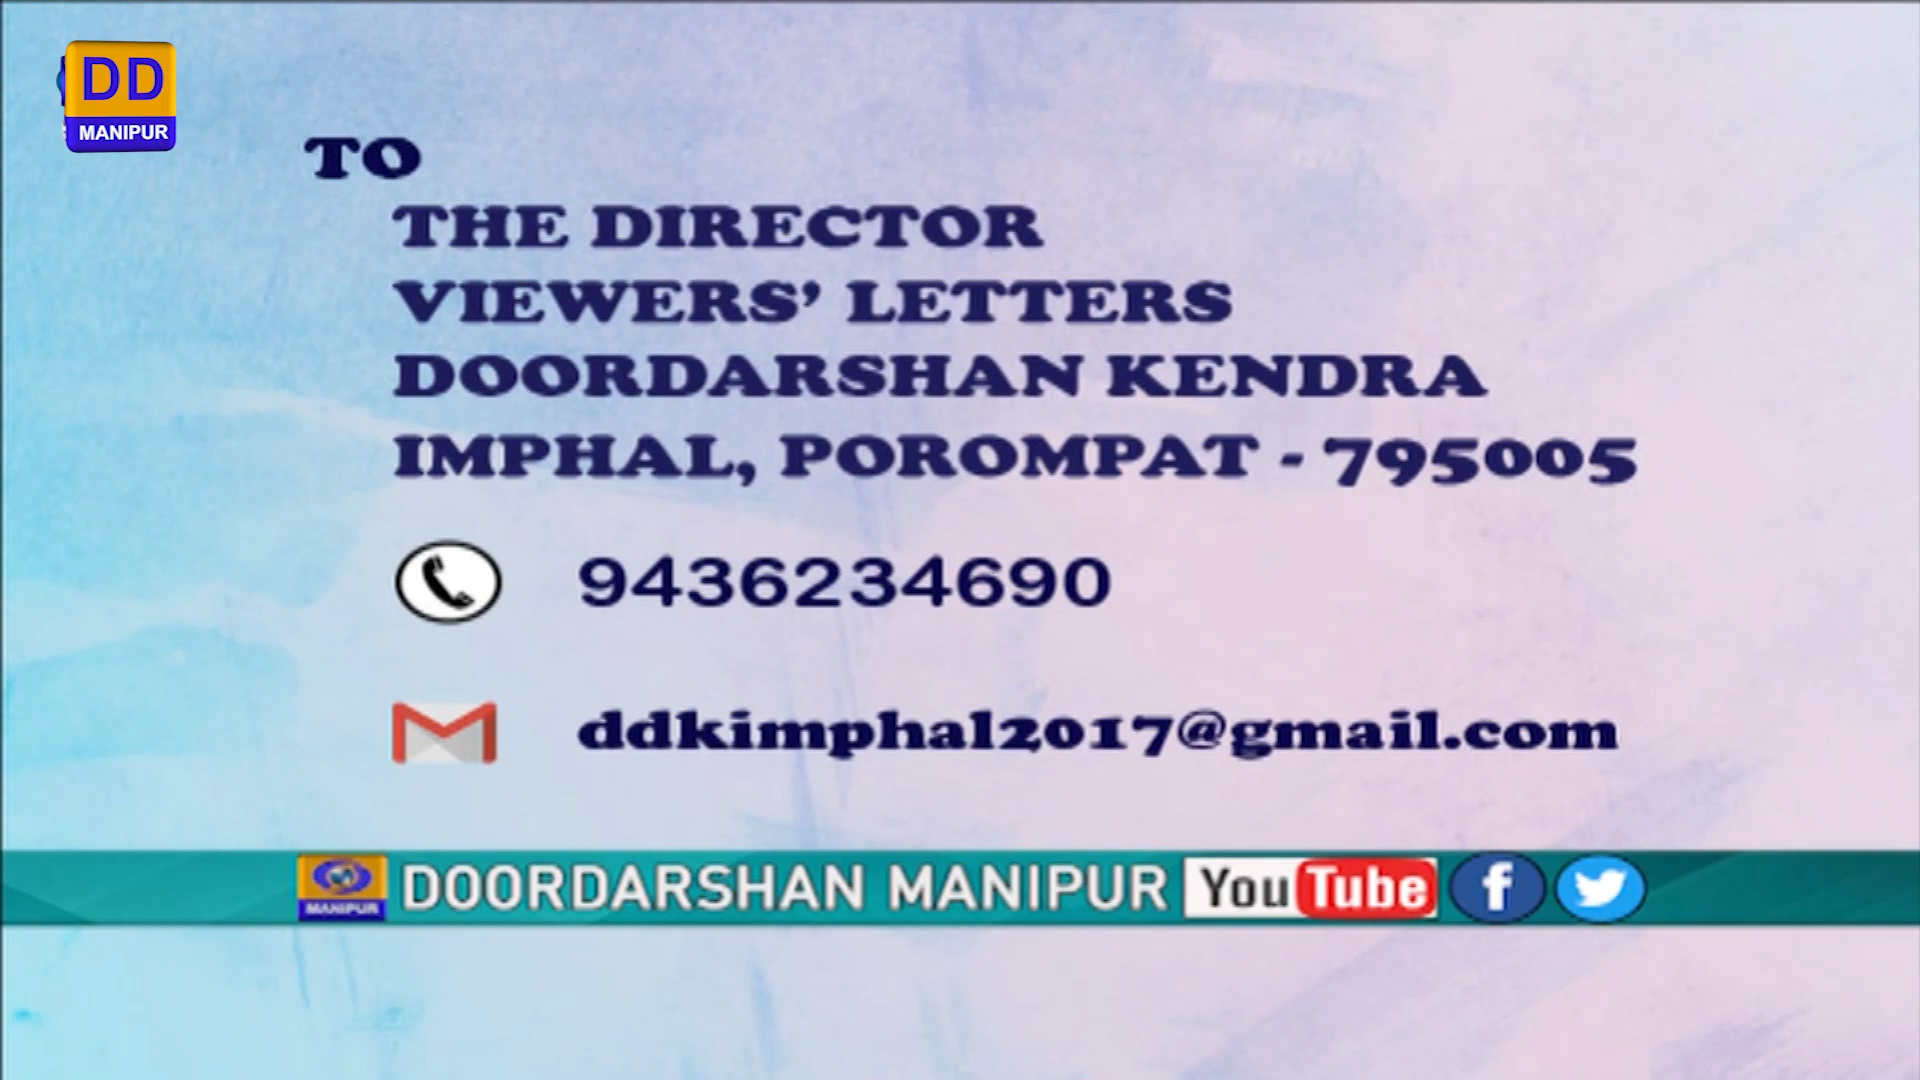 DD
MANIPUR
TO
THE DIRECTOR
VIEWERS’ LETTERS
DOORDARSHAN KENDRA
IMPHAL, POROMPAT - 795005
9436234690
ddkimphal2017@gmail.com
MANIPUR DOORDARSHAN MANIPUR YouTube f